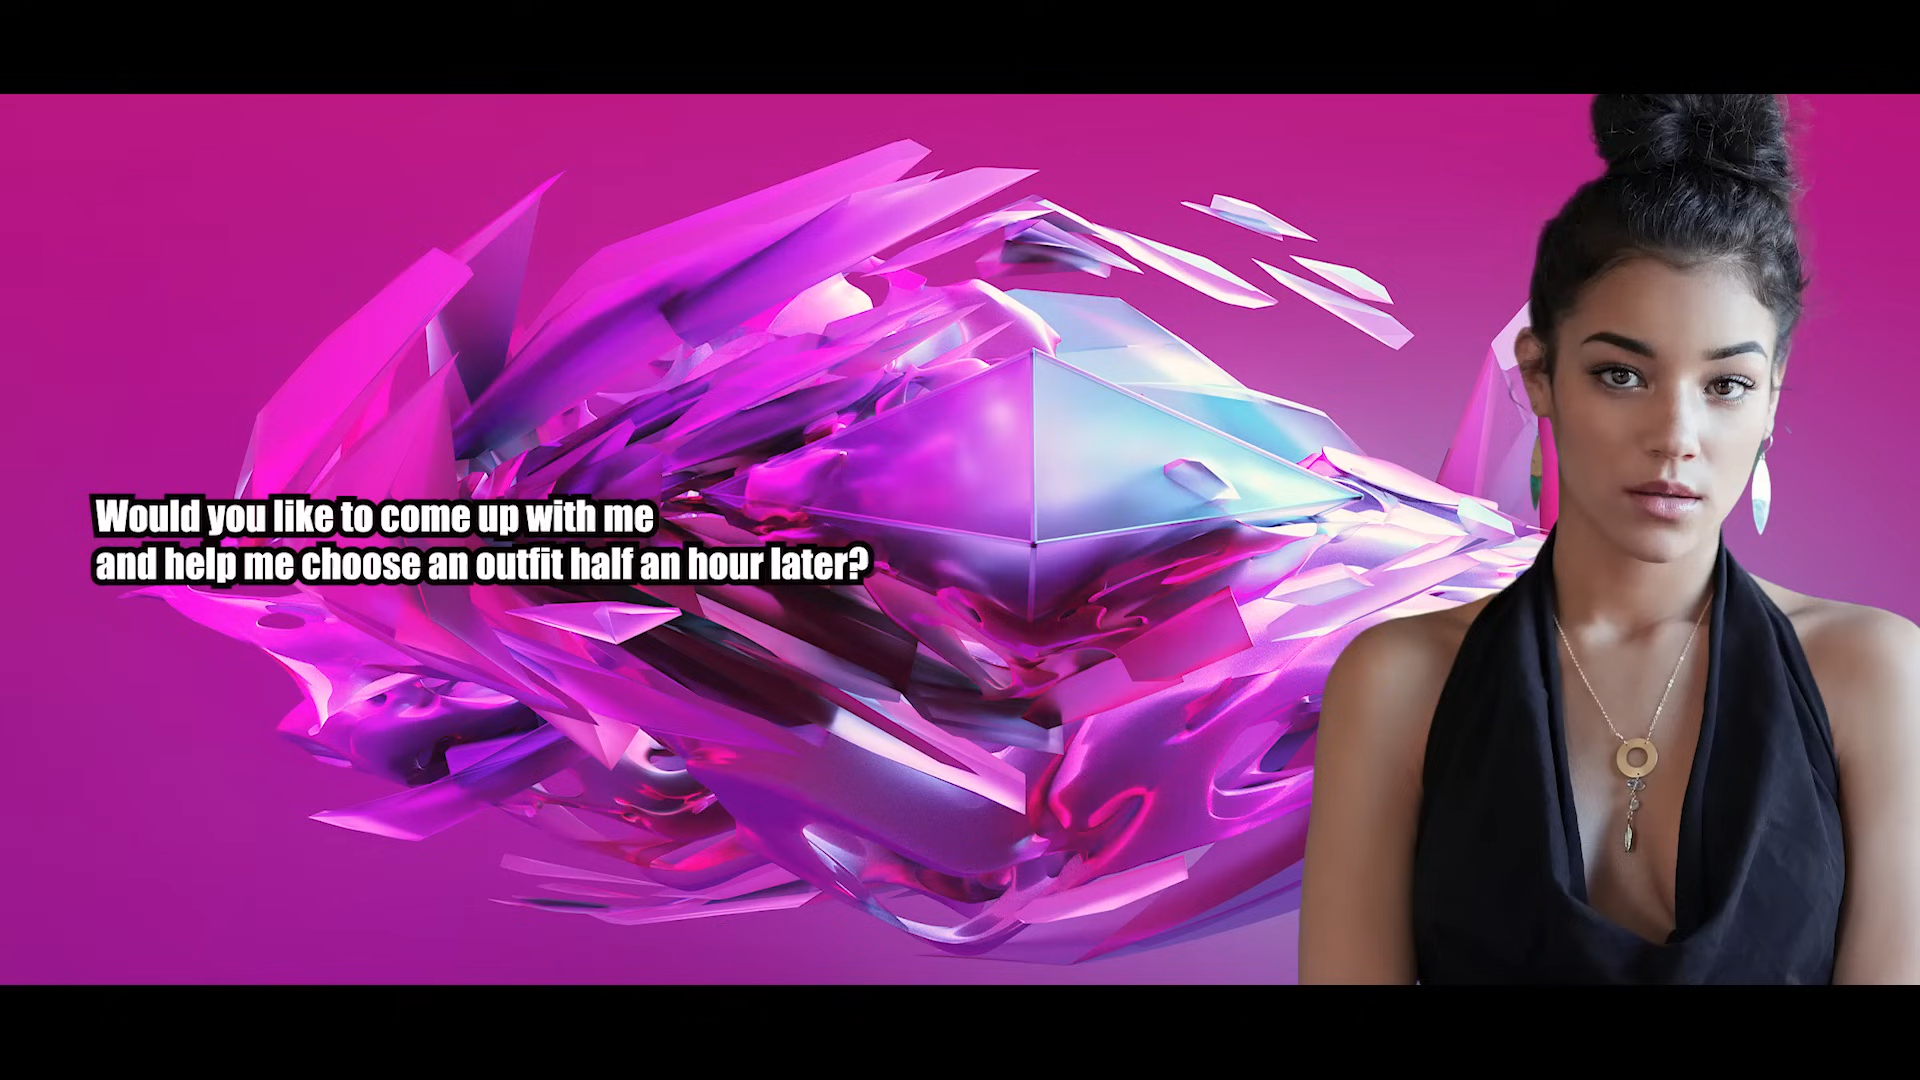 Would you like to come up with me
and help me choose an outfit half an hour later?